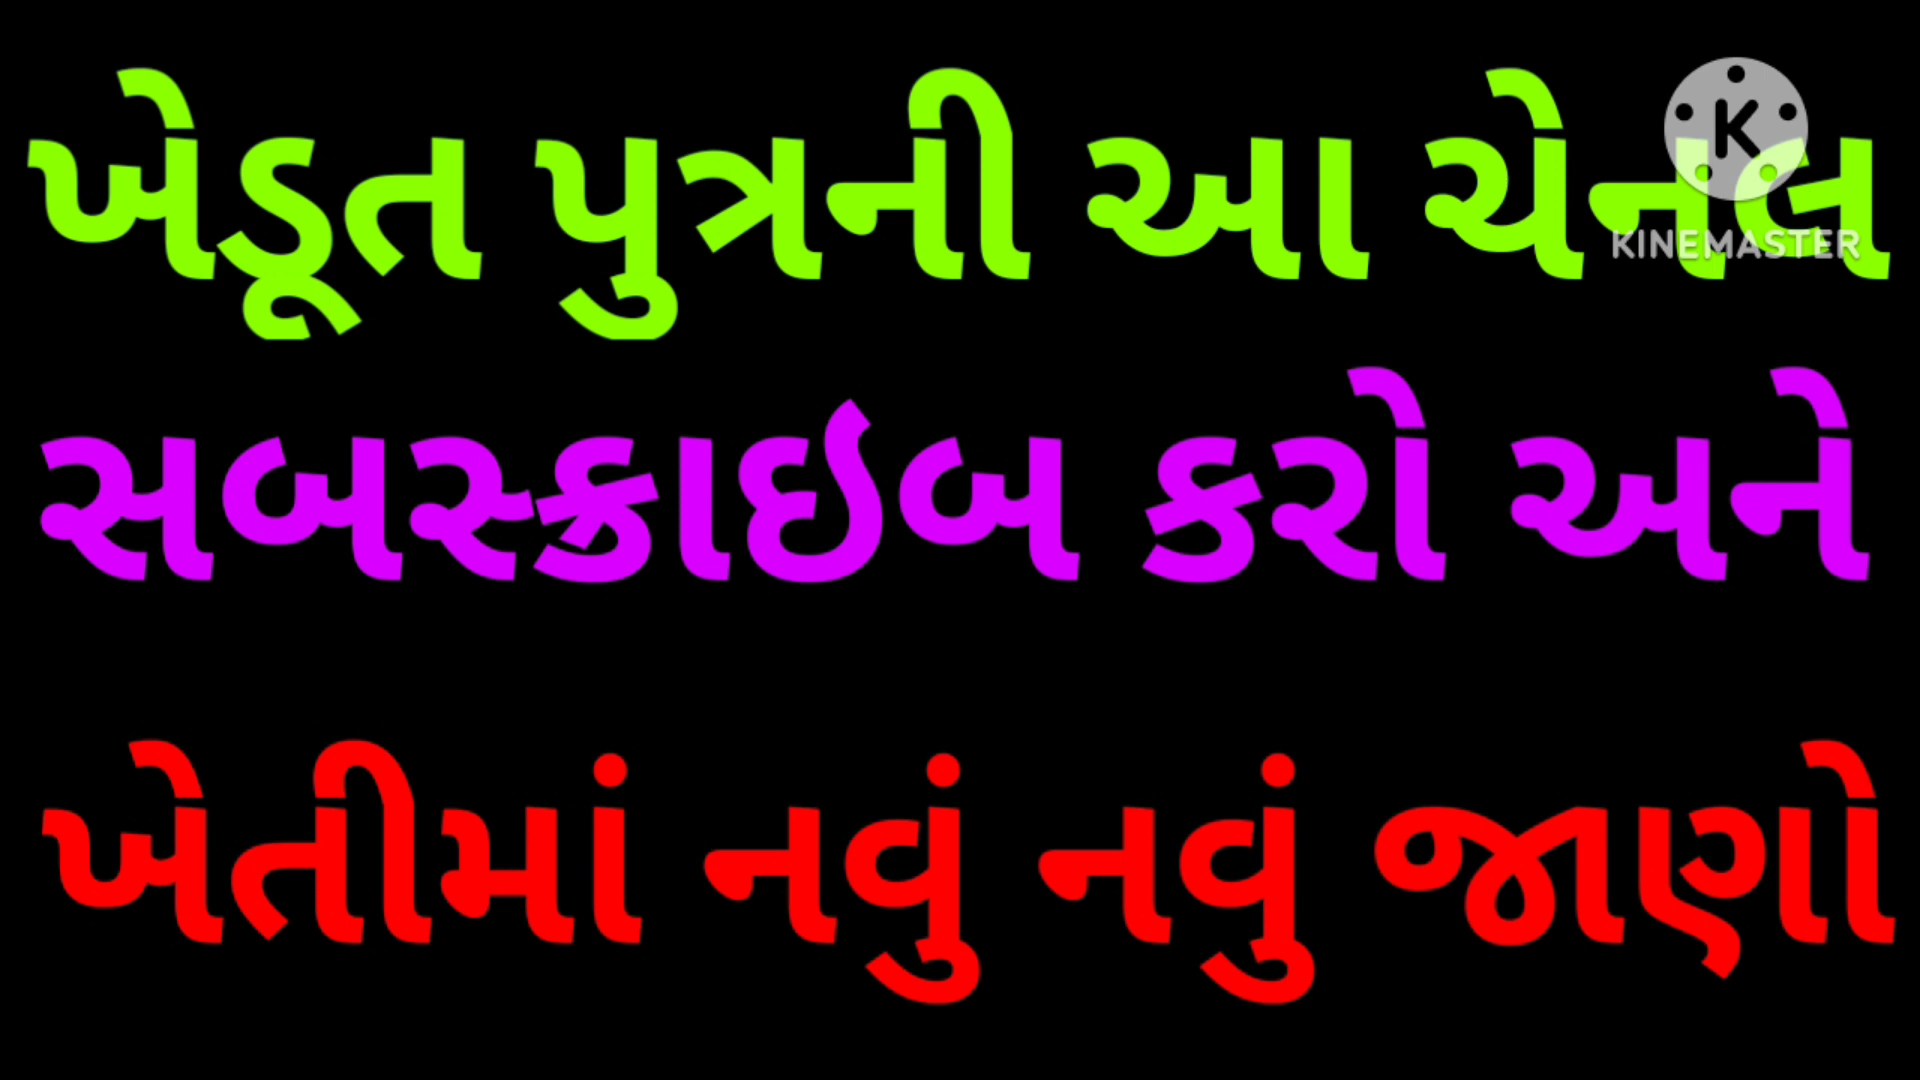 ખેડૂત પુત્રની આ ચેનલ
KINEMASTER
સબસ્ક્રાઇબ કરો અને
ખેતીમાં નવું નવું જાણો